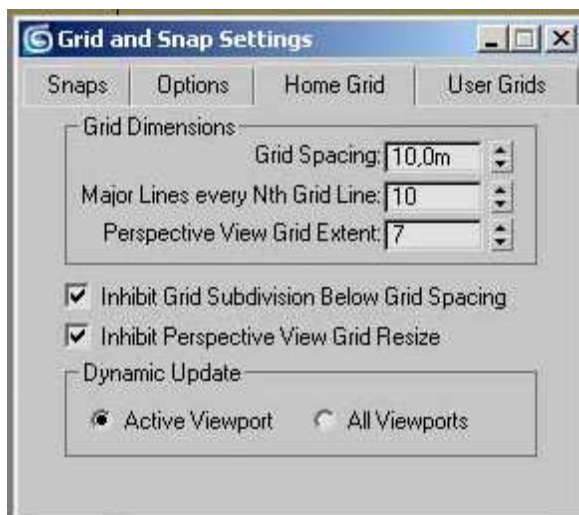 Grid and Snap Settings
Snaps Options Home Grid User Grids
Grid Dimensions
Grid Spacing: 10,0m
Major Lines every Nth Grid Line: 10
Perspective View Grid Extent: 7
Inhibit Grid Subdivision Below Grid Spacing
Inhibit Perspective View Grid Resize
Dynamic Update
Active Viewport All Viewports